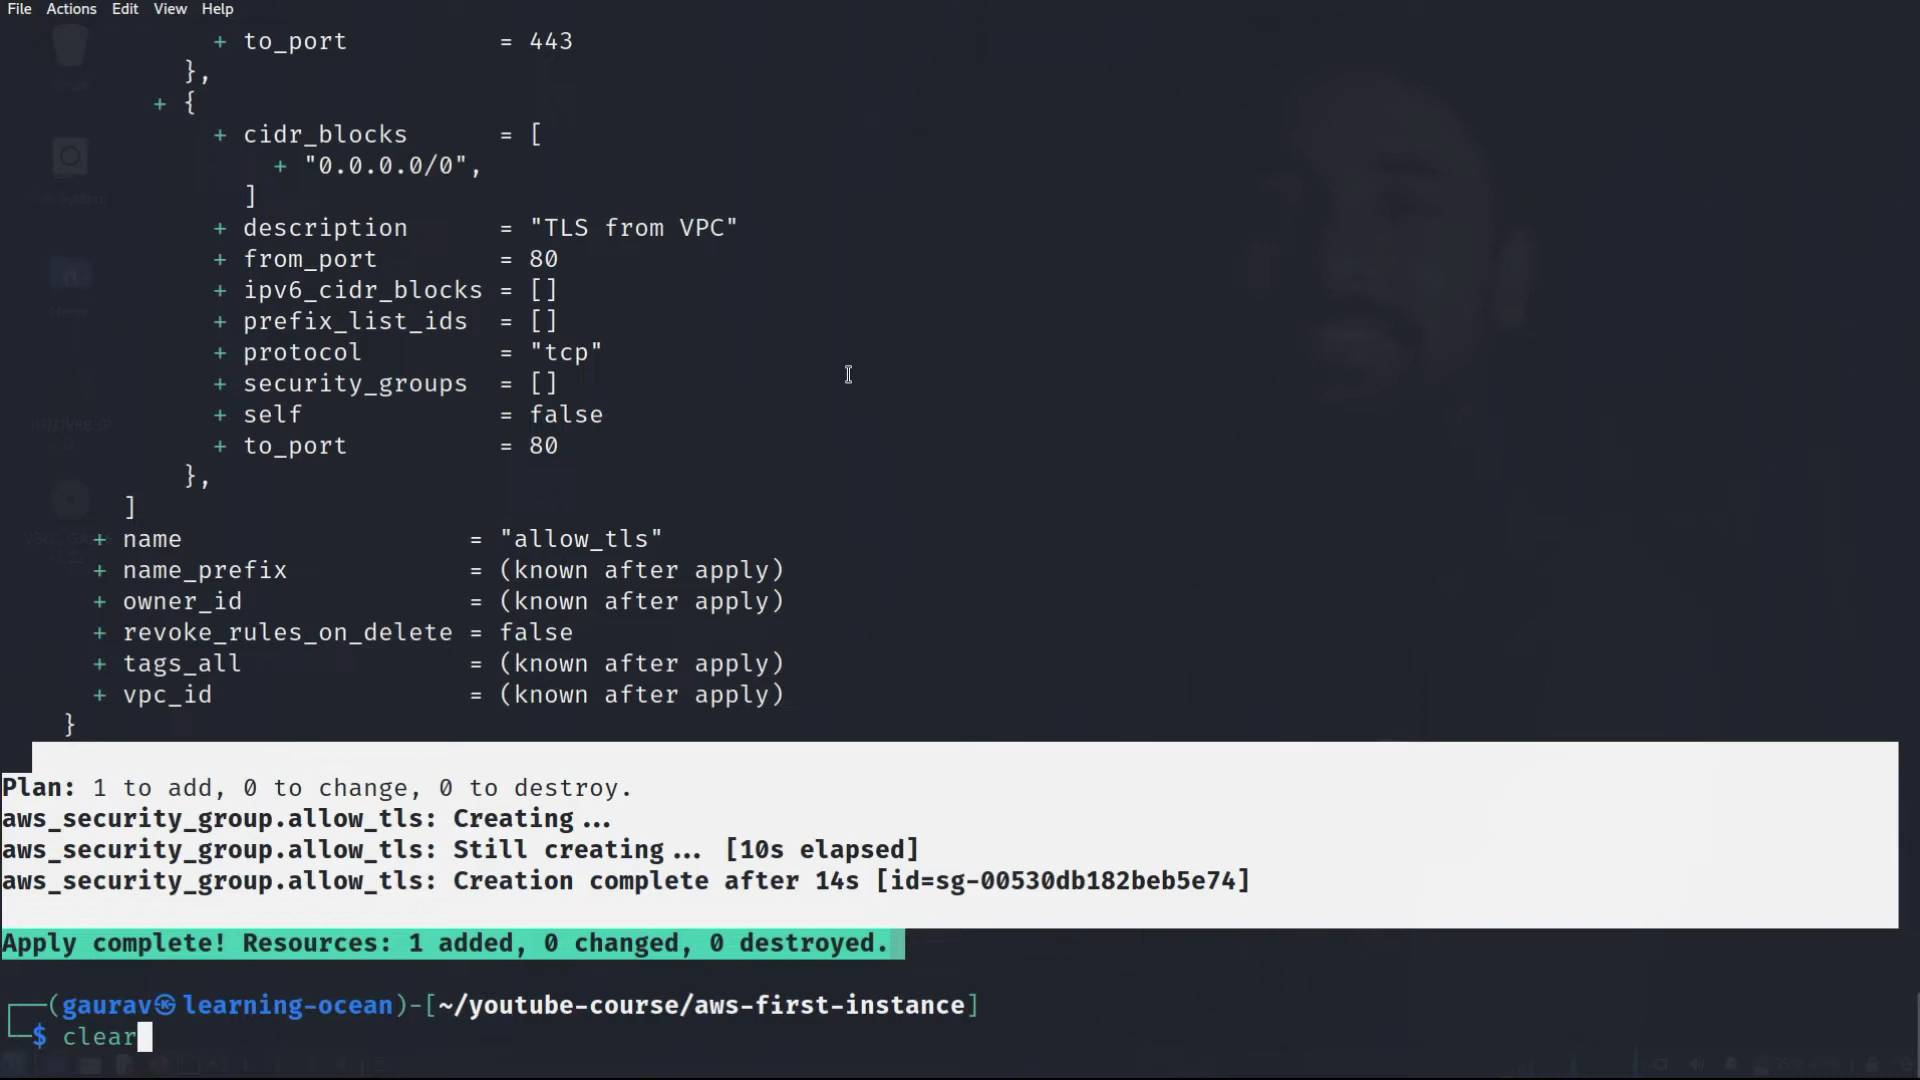 File Actions Edit View Help
+ to_port = 443
},
+ {
+ cidr_blocks = [
+ "0.0.0.0/0",
]
+ description = "TLS from VPC"
+ from_port = 80
+ ipv6_cidr_blocks = []
+ prefix_list_ids = []
+ protocol = "tcp"
+ security_groups = []
+ self = false
+ to_port = 80
},
]
+ name = "allow_tls"
+ name_prefix = (known after apply)
+ owner_id = (known after apply)
+ revoke_rules_on_delete = false
+ tags_all = (known after apply)
+ vpc_id = (known after apply)
}
Plan: 1 to add, 0 to change, 0 to destroy.
aws_security_group.allow_tls: Creating...
aws_security_group.allow_tls: Still creating... [10s elapsed]
aws_security_group.allow_tls: Creation complete after 14s [id=sg-00530db182beb5e74]
Apply complete! Resources: 1 added, 0 changed, 0 destroyed.
┌──(gaurav㉿learning-ocean)-[~/youtube-course/aws-first-instance]
└─$ clear